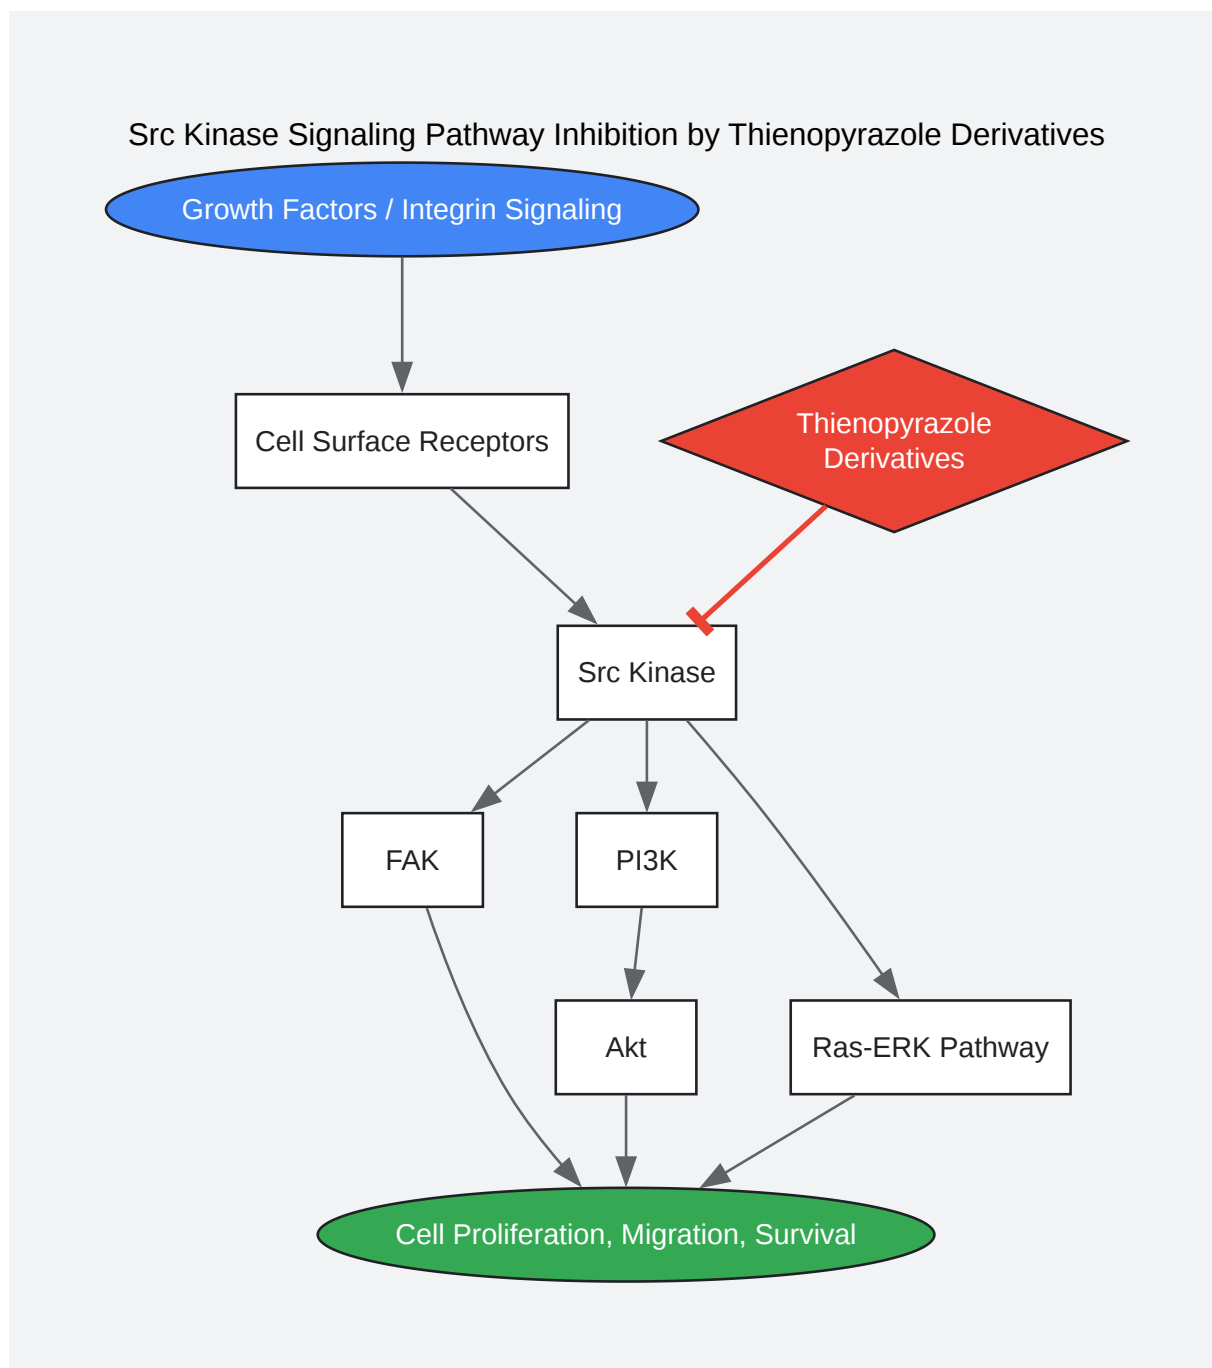 Src Kinase Signaling Pathway Inhibition by Thienopyrazole Derivatives
Growth Factors / Integrin Signaling
Cell Surface Receptors
Thienopyrazole
Derivatives
Src Kinase
FAK
PI3K
Akt
Ras-ERK Pathway
Cell Proliferation, Migration, Survival